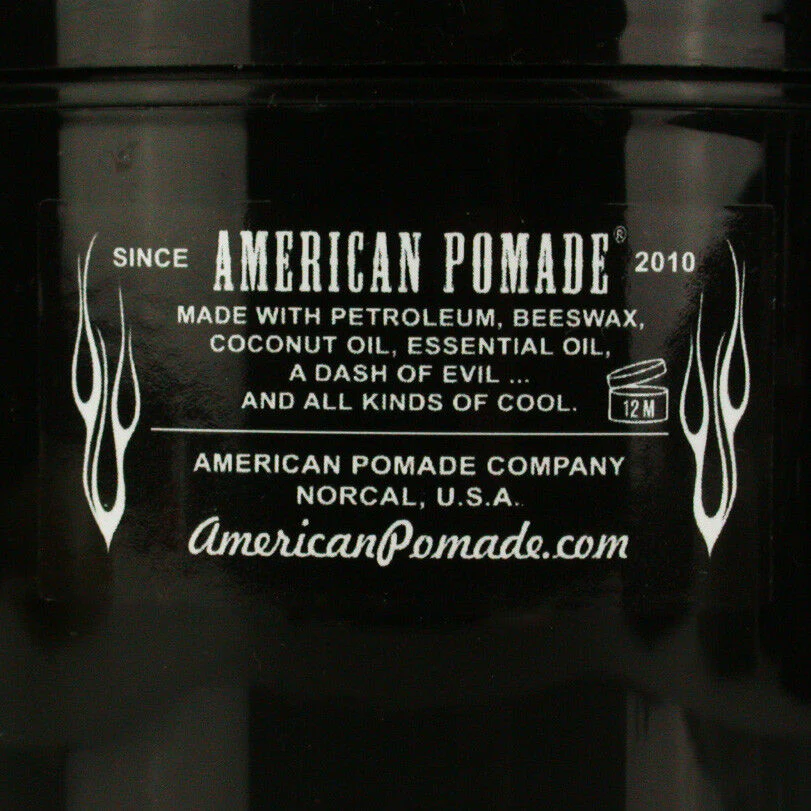 SINCE AMERICAN POMADE® 2010
MADE WITH PETROLEUM, BEESWAX,
COCONUT OIL, ESSENTIAL OIL,
A DASH OF EVIL ...
AND ALL KINDS OF COOL.
12 M
AMERICAN POMADE COMPANY
NORCAL, U.S.A.
AmericanPomade.com